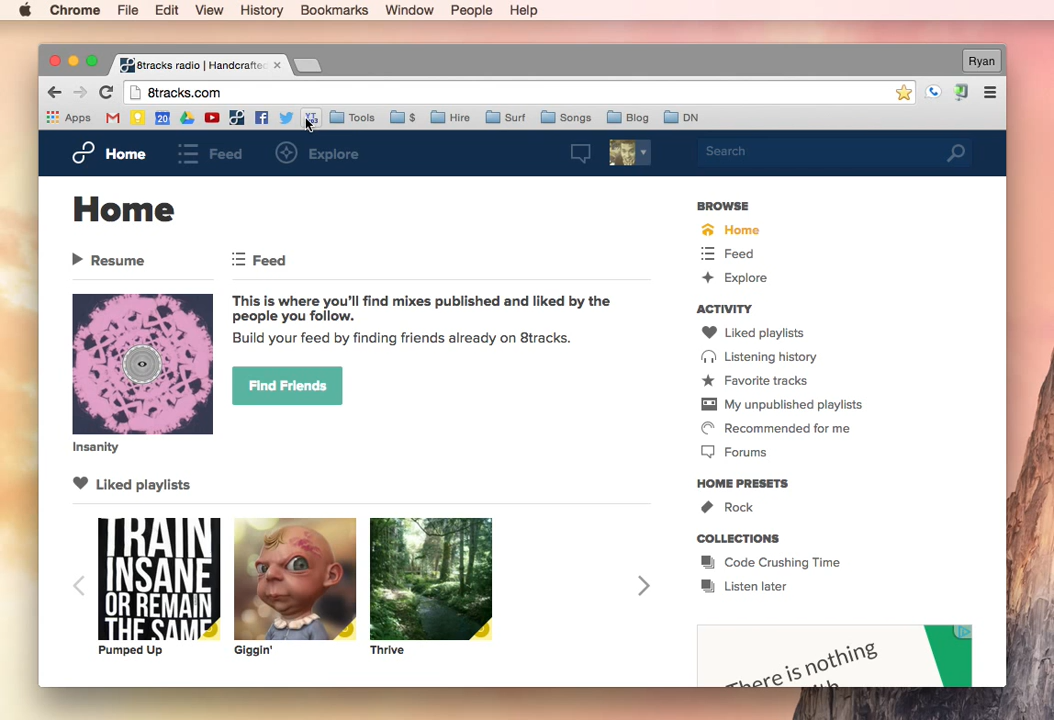 Chrome File Edit View History Bookmarks Window People Help
8tracks radio | Handcrafted
Ryan
8tracks.com
Apps 20 Tools $ Hire Surf Songs Blog DN
Home Feed Explore Search
Home
Resume
Feed
This is where you'll find mixes published and liked by the
people you follow.
Build your feed by finding friends already on 8tracks.
Find Friends
Insanity
Liked playlists
TRAIN
INSANE
OR REMAIN
THE SAME
Pumped Up
Giggin'
Thrive
BROWSE
Home
Feed
Explore
ACTIVITY
Liked playlists
Listening history
Favorite tracks
My unpublished playlists
Recommended for me
Forums
HOME PRESETS
Rock
COLLECTIONS
Code Crushing Time
Listen later
There is nothing